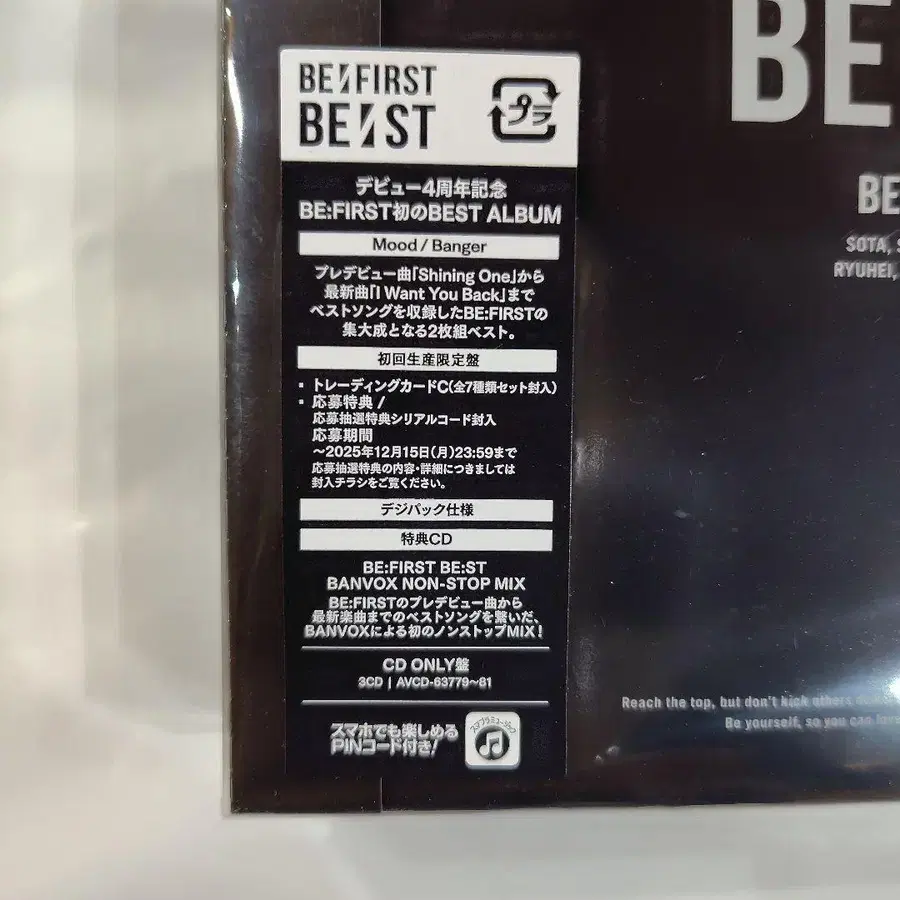 BE:FIRST
BE:ST
プラ
デビュー4周年記念
BE:FIRST初のBEST ALBUM
Mood / Banger
プレデビュー曲「Shining One」から
最新曲「I Want You Back」まで
ベストソングを収録したBE:FIRSTの
集大成となる2枚組ベスト。
初回生産限定盤
・トレーディングカードC(全7種類セット封入)
・応募特典 /
応募抽選特典シリアルコード封入
応募期間
～2025年12月15日(月)23:59まで
応募抽選特典の内容・詳細につきましては
封入チラシをご覧ください。
デジパック仕様
特典CD
BE:FIRST BE:ST
BANVOX NON-STOP MIX
BE:FIRSTのプレデビュー曲から
最新楽曲までのベストソングを繋いだ、
BANVOXによる初のノンストップMIX!
CD ONLY盤
3CD | AVCD-63779~81
スマホでも楽しめる
PINコード付き!
スマプラミュージック
BE
BE
SOTA, S
RYUHEI,
Reach the top, but don't kick others
Be yourself, so you can